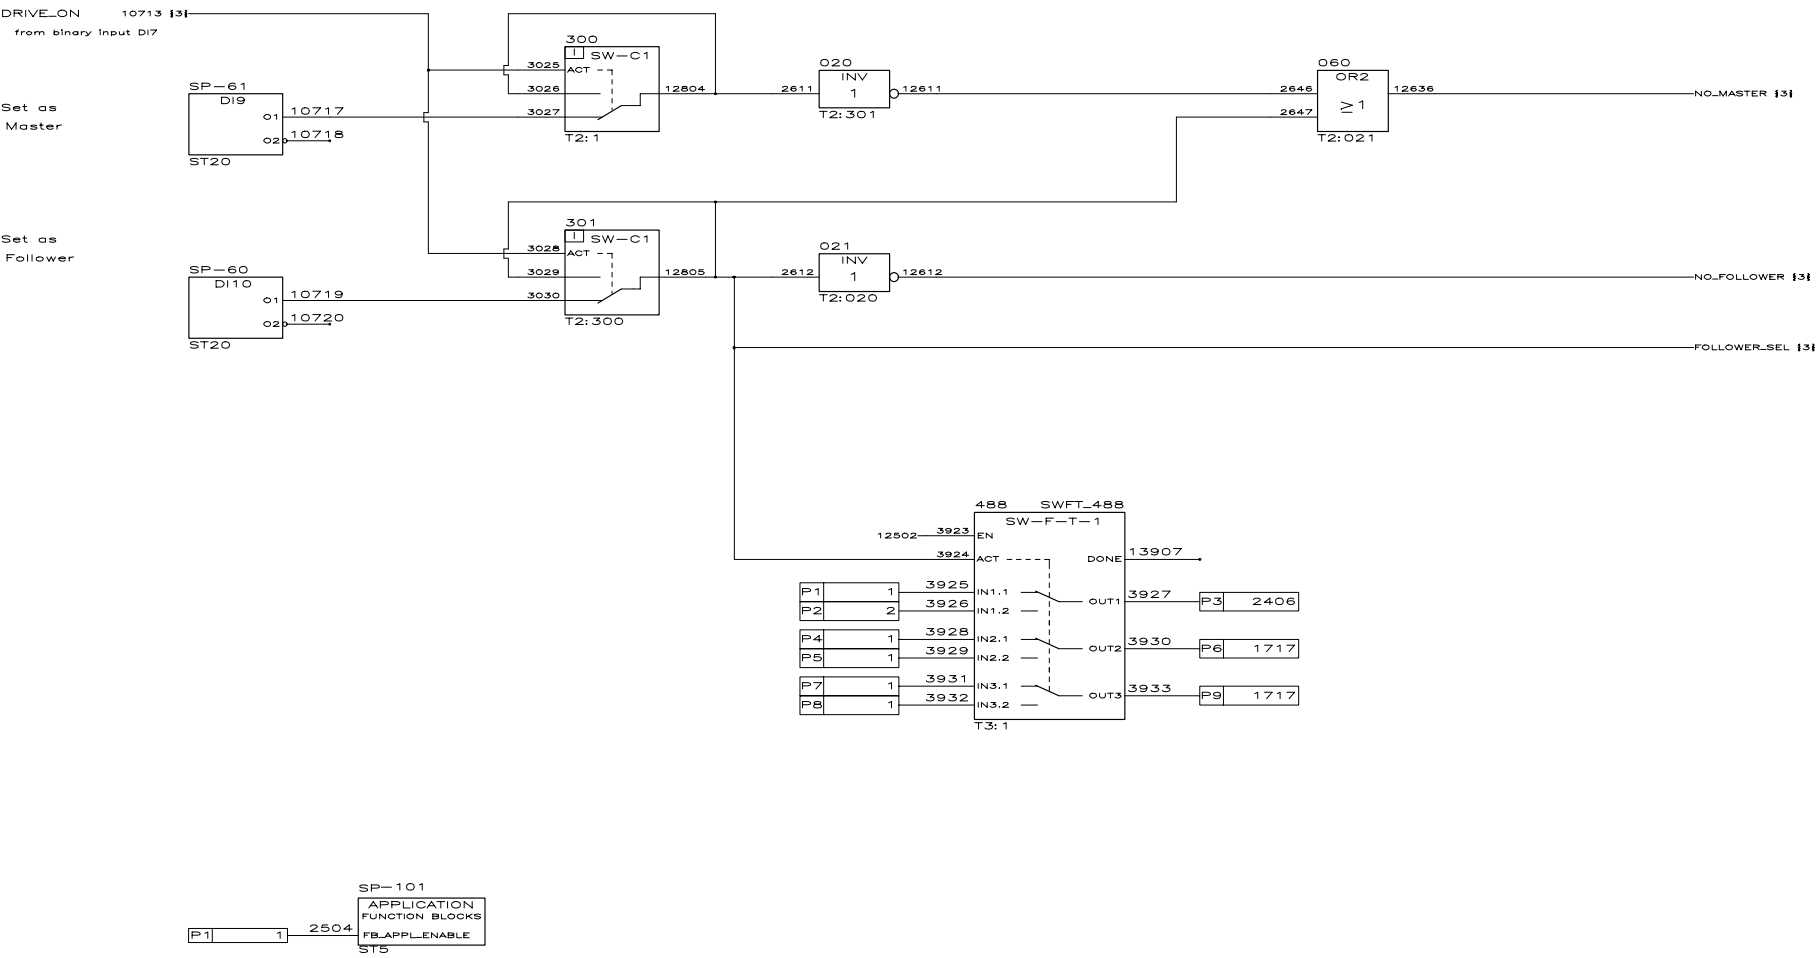 DRIVE_ON 10713 {3}
from binary input DI7
Set as
Master
SP-61
DI9
O1 10717
O2 10718
ST20
300
I SW-C1
3025 ACT
3026
3027
12804
T2:1
020
INV
2611 1 12611
T2:301
060
OR2
2646
≥1
2647
12636
T2:021
NO_MASTER {3}
Set as
Follower
SP-60
DI10
O1 10719
O2 10720
ST20
301
I SW-C1
3028 ACT
3029
3030
12805
T2:300
021
INV
2612 1 12612
T2:020
NO_FOLLOWER {3}
FOLLOWER_SEL {3}
488 SWFT_488
SW-F-T-1
12502 3923 EN
3924 ACT DONE 13907
P1 1 3925 IN1.1
P2 2 3926 IN1.2
OUT1 3927 P3 2406
P4 1 3928 IN2.1
P5 1 3929 IN2.2
OUT2 3930 P6 1717
P7 1 3931 IN3.1
P8 1 3932 IN3.2
OUT3 3933 P9 1717
T3:1
SP-101
APPLICATION
FUNCTION BLOCKS
P1 1 2504 FB_APPL_ENABLE
ST5